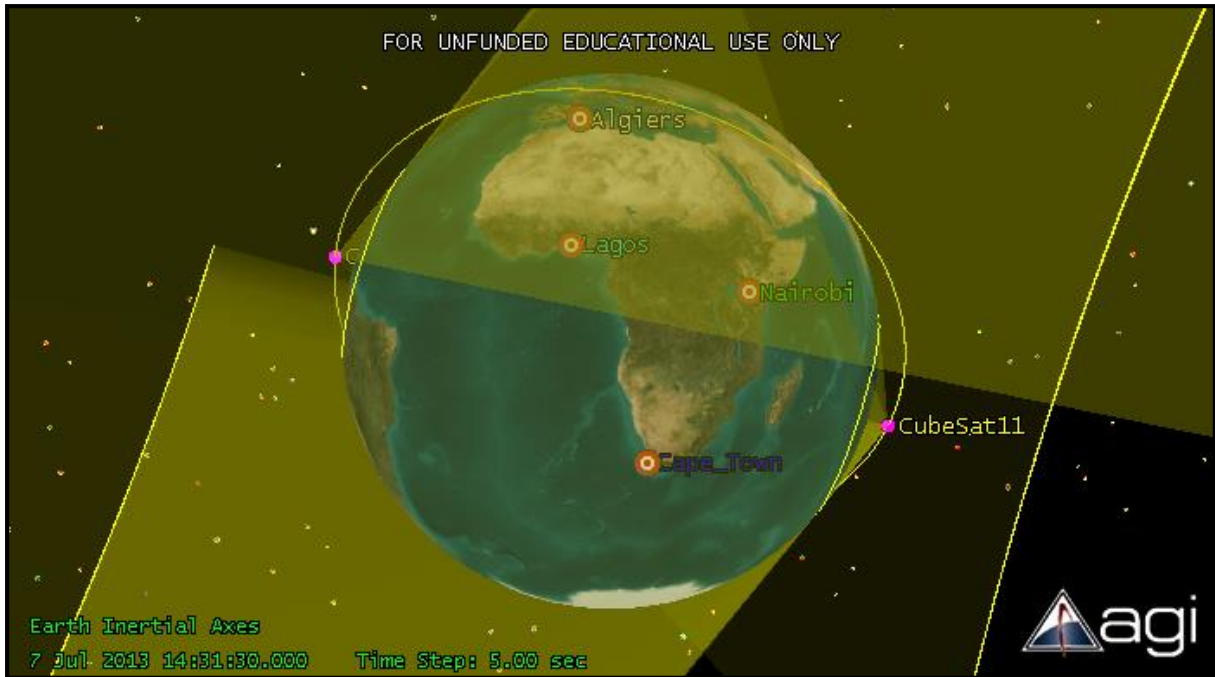 FOR UNFUNDED EDUCATIONAL USE ONLY
Algiers
Lagos
C
Nairobi
CubeSat11
Cape_Town
Earth Inertial Axes
7 Jul 2013 14:31:30.000 Time Step: 5.00 sec
agi